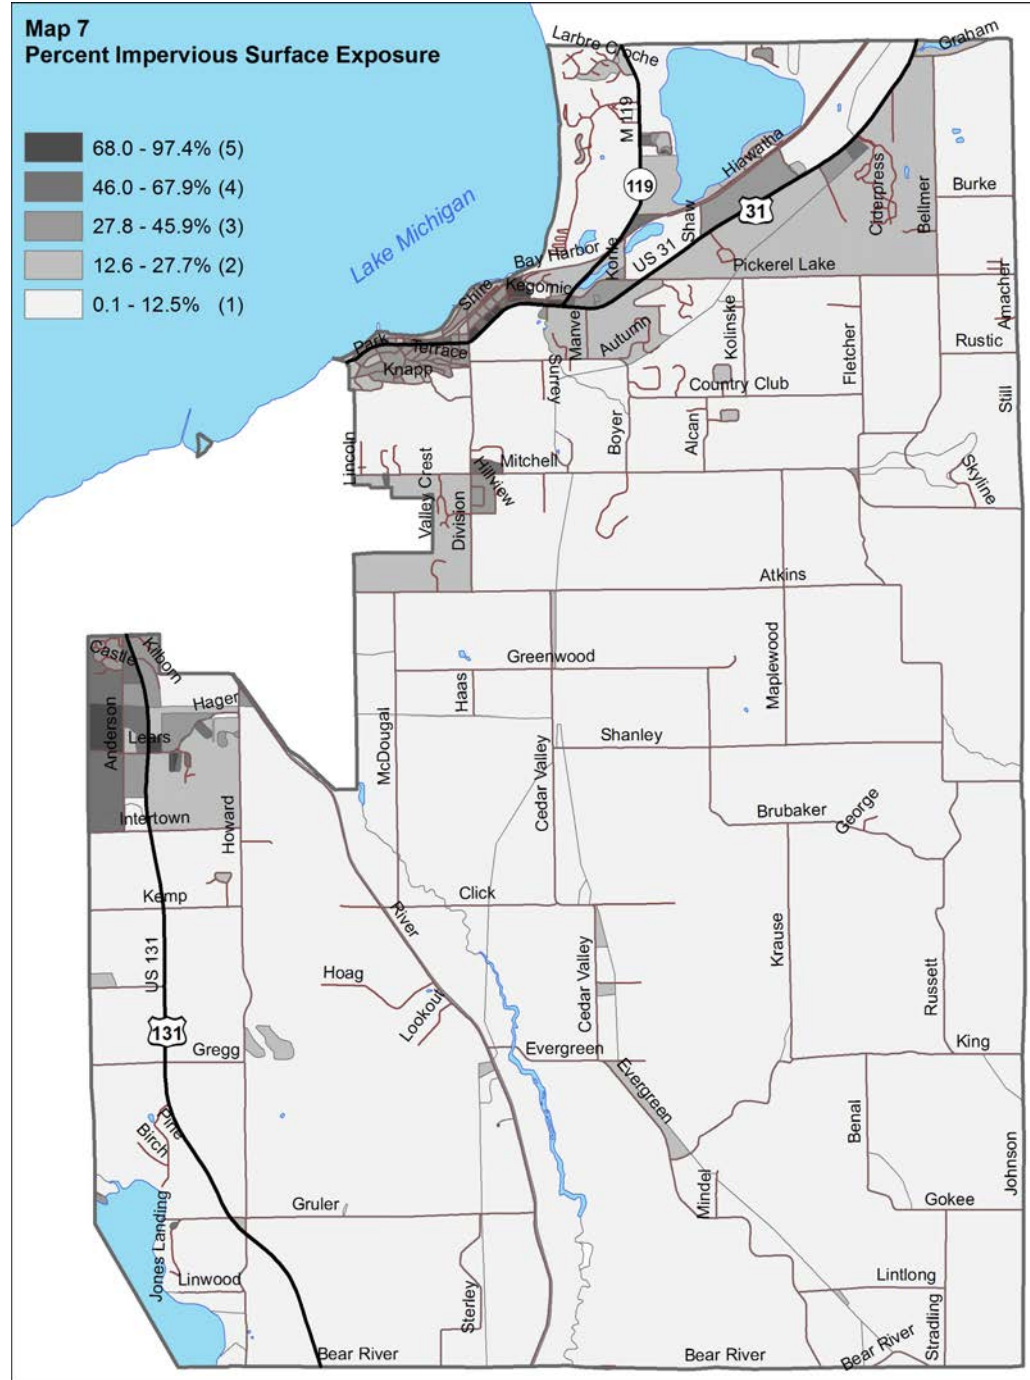 Map 7
Percent Impervious Surface Exposure
68.0 - 97.4% (5)
46.0 - 67.9% (4)
27.8 - 45.9% (3)
12.6 - 27.7% (2)
0.1 - 12.5% (1)
Larbre Croche
Graham
M 119
119
Hiawatha
Lake Michigan
31
Shaw
Ciderpress
Bellmer
Burke
Bay Harbor
Konle
US 31
Pickerel Lake
Shire
Kegomic
Amacher
Park
Terrace
Manvel
Autumn
Kolinske
Fletcher
Rustic
Knapp
Surrey
Country Club
Still
Lincoln
Boyer
Alcan
Valley Crest
Hillview
Mitchell
Skyline
Division
Atkins
Castle
Kilborn
Greenwood
Maplewood
Hager
Haas
Anderson
Lears
McDougal
Cedar Valley
Shanley
Intertown
Howard
Brubaker
George
Kemp
Click
River
Krause
US 131
Hoag
Cedar Valley
Russett
Lookout
131
Gregg
Evergreen
King
Evergreen
Pine
Birch
Benal
Johnson
Jones Landing
Gruler
Mindel
Gokee
Linwood
Sterley
Lintlong
Stradling
Bear River
Bear River
Bear River